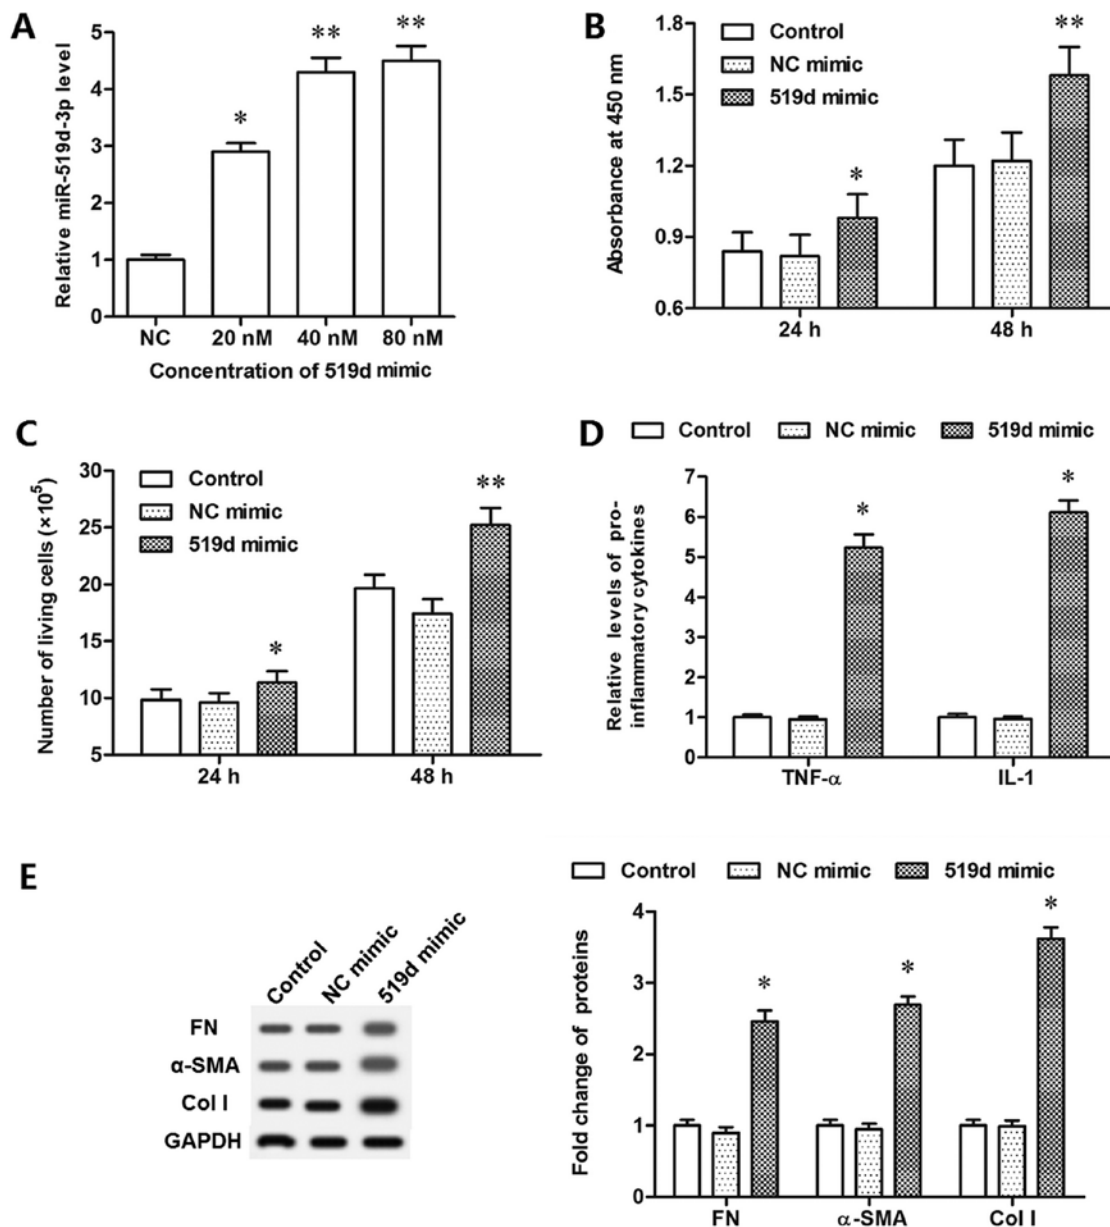 A
Relative miR-519d-3p level
5
4
3
2
1
0
* ** **
NC 20 nM 40 nM 80 nM
Concentration of 519d mimic
B
Absorbance at 450 nm
1.8
1.5
1.2
0.9
0.6
Control
NC mimic
519d mimic
* **
24 h 48 h
C
Number of living cells (×10⁵)
30
25
20
15
10
5
Control
NC mimic
519d mimic
* **
24 h 48 h
D
Control NC mimic 519d mimic
Relative levels of pro-
inflammatory cytokines
7
6
5
4
3
2
1
0
* *
TNF-α IL-1
E
Control NC mimic 519d mimic
FN
α-SMA
Col I
GAPDH
Control NC mimic 519d mimic
Fold change of proteins
4
3
2
1
0
* * *
FN α-SMA Col I